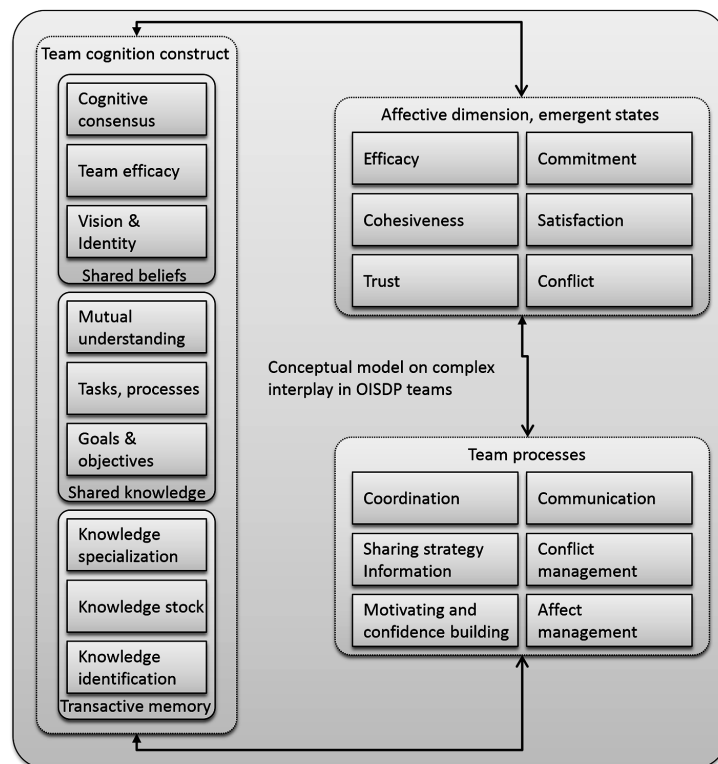 Team cognition construct
Cognitive
consensus
Team efficacy
Vision &
Identity
Shared beliefs
Mutual
understanding
Tasks, processes
Goals &
objectives
Shared knowledge
Knowledge
specialization
Knowledge stock
Knowledge
identification
Transactive memory
Affective dimension, emergent states
Efficacy
Commitment
Cohesiveness
Satisfaction
Trust
Conflict
Conceptual model on complex
interplay in OISDP teams
Team processes
Coordination
Communication
Sharing strategy
Information
Conflict
management
Motivating and
confidence building
Affect
management